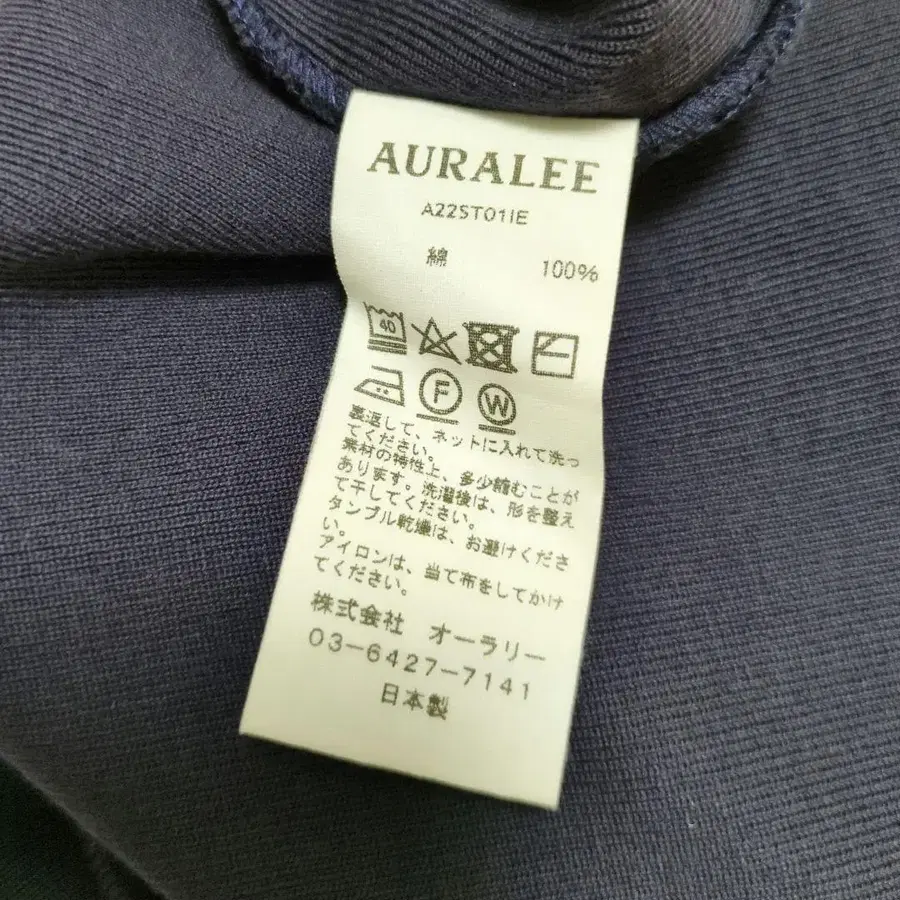 AURALEE
A22ST01IE
綿 100%
40
F W
裏返して、ネットに入れて洗っ
てください。
素材の特性上、多少縮むことが
あります。洗濯後は、形を整え
て干してください。
タンブル乾燥は、お避けくださ
い。
アイロンは、当て布をしてかけ
てください。
株式会社 オーラリー
03-6427-7141
日本製